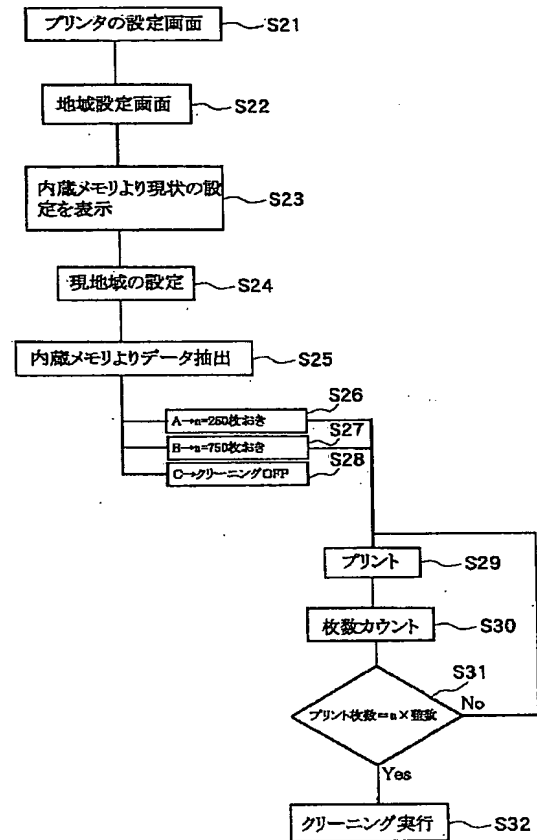 プリンタの設定画面
S21
地域設定画面
S22
内蔵メモリより現状の設
定を表示
S23
現地域の設定
S24
内蔵メモリよりデータ抽出
S25
S26
A→n=250枚おき
S27
B→n=750枚おき
S28
C→クリーニングOFF
プリント
S29
枚数カウント
S30
S31
プリント枚数=n×整数
No
Yes
クリーニング実行
S32